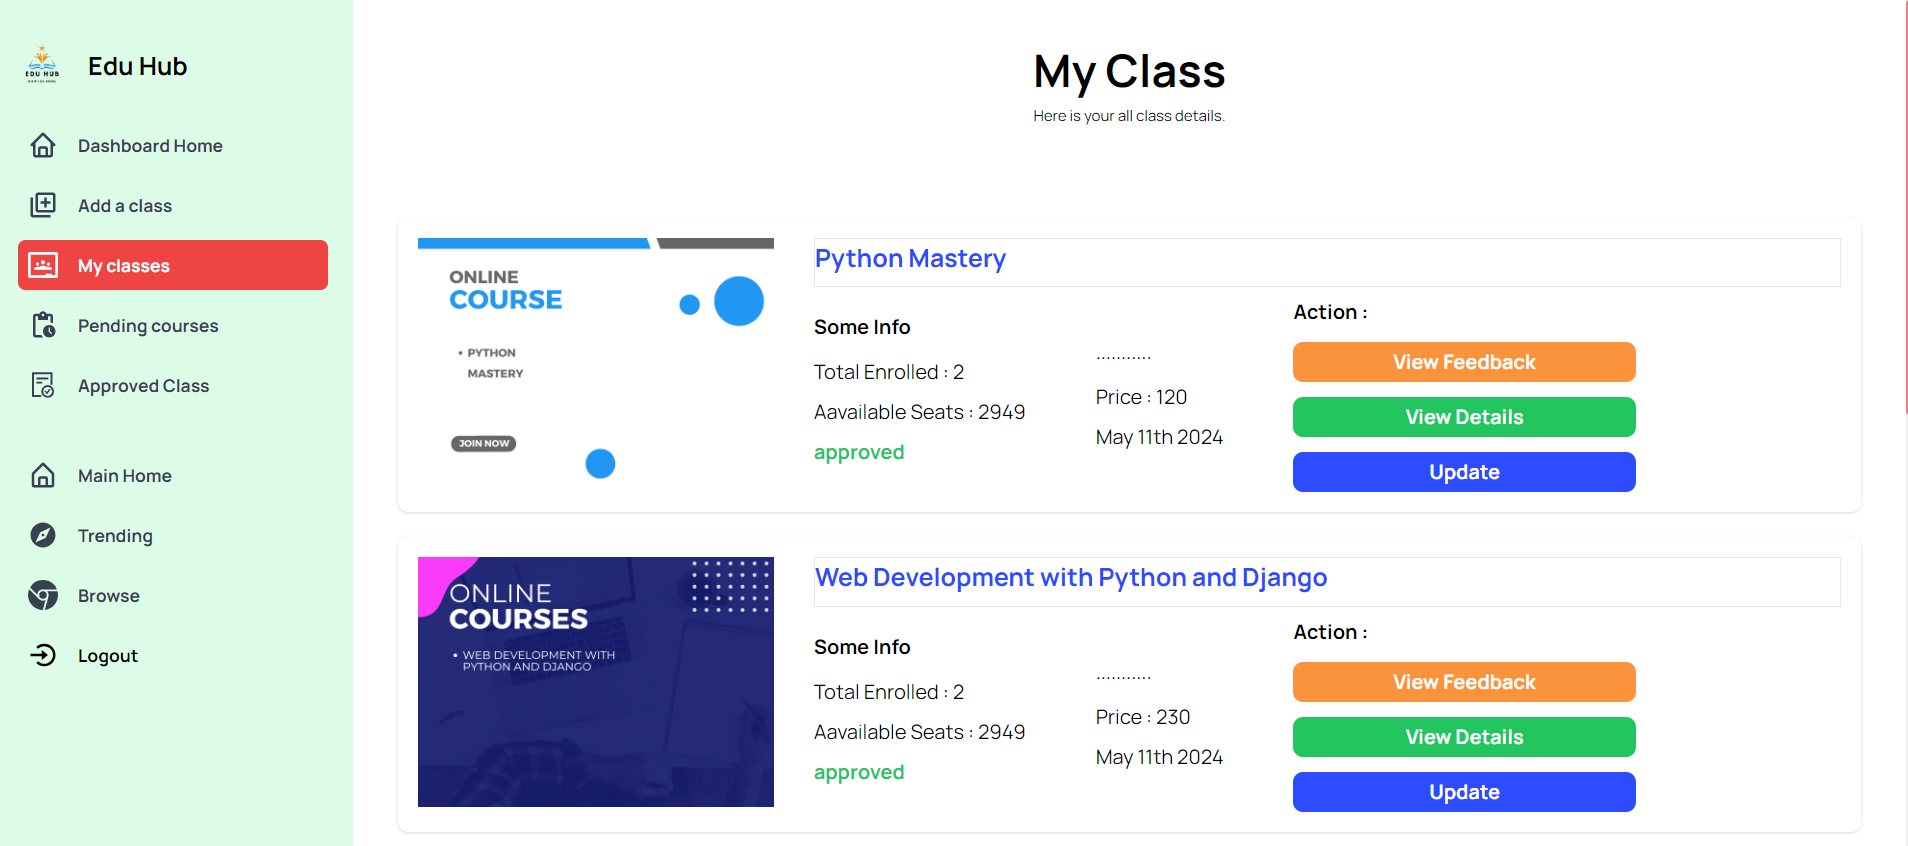 EDU HUB
Edu Hub
Dashboard Home
Add a class
My classes
Pending courses
Approved Class
Main Home
Trending
Browse
Logout
My Class
Here is your all class details.
ONLINE
COURSE
• PYTHON
MASTERY
JOIN NOW
Python Mastery
Some Info
Total Enrolled : 2
Aavailable Seats : 2949
approved
...........
Price : 120
May 11th 2024
Action :
View Feedback
View Details
Update
ONLINE
COURSES
• WEB DEVELOPMENT WITH
PYTHON AND DJANGO
Web Development with Python and Django
Some Info
Total Enrolled : 2
Aavailable Seats : 2949
approved
...........
Price : 230
May 11th 2024
Action :
View Feedback
View Details
Update